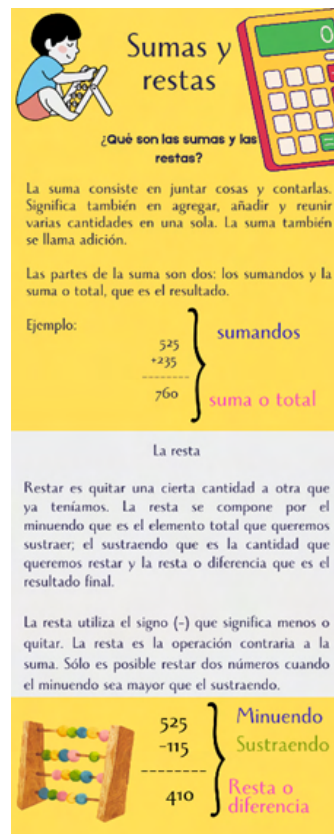 Sumas y
restas
0
¿Qué son las sumas y las
restas?
La suma consiste en juntar cosas y contarlas.
Significa también en agregar, añadir y reunir
varias cantidades en una sola. La suma también
se llama adición.
Las partes de la suma son dos: los sumandos y la
suma o total, que es el resultado.
Ejemplo:
525
+235
760
sumandos
suma o total
La resta
Restar es quitar una cierta cantidad a otra que
ya teníamos. La resta se compone por el
minuendo que es el elemento total que queremos
sustraer; el sustraendo que es la cantidad que
queremos restar y la resta o diferencia que es el
resultado final.
La resta utiliza el signo (-) que significa menos o
quitar. La resta es la operación contraria a la
suma. Sólo es posible restar dos números cuando
el minuendo sea mayor que el sustraendo.
525
-115
410
Minuendo
Sustraendo
Resta o
diferencia